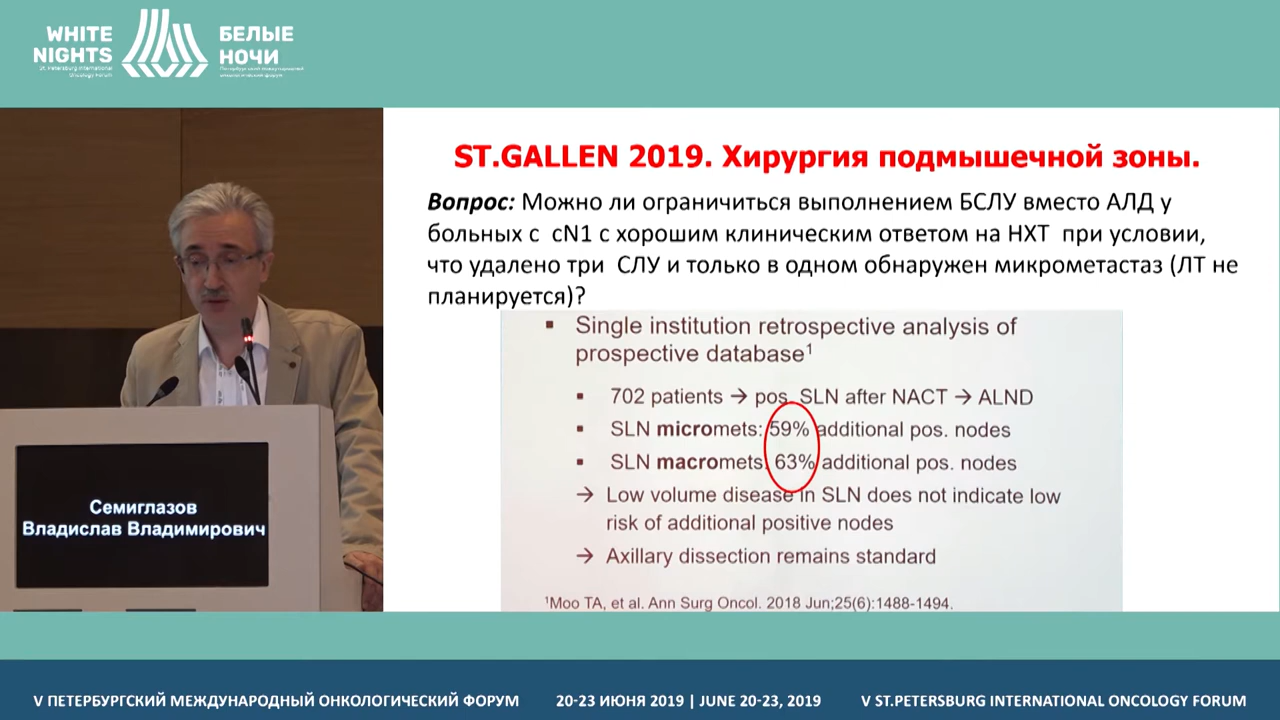 WHITE
NIGHTS
St. Petersburg International
Oncology Forum
БЕЛЫЕ
НОЧИ
Петербургский международный
онкологический форум
ST.GALLEN 2019. Хирургия подмышечной зоны.
Вопрос: Можно ли ограничиться выполнением БСЛУ вместо АЛД у
больных с cN1 с хорошим клиническим ответом на НХТ при условии,
что удалено три СЛУ и только в одном обнаружен микрометастаз (ЛТ не
планируется)?
▪ Single institution retrospective analysis of
prospective database¹
▪ 702 patients → pos. SLN after NACT → ALND
▪ SLN micromets: 59% additional pos. nodes
▪ SLN macromets: 63% additional pos. nodes
→ Low volume disease in SLN does not indicate low
risk of additional positive nodes
→ Axillary dissection remains standard
¹Moo TA, et al. Ann Surg Oncol. 2018 Jun;25(6):1488-1494.
Семиглазов
Владислав Владимирович
V ПЕТЕРБУРГСКИЙ МЕЖДУНАРОДНЫЙ ОНКОЛОГИЧЕСКИЙ ФОРУМ 20-23 ИЮНЯ 2019 | JUNE 20-23, 2019 V ST.PETERSBURG INTERNATIONAL ONCOLOGY FORUM